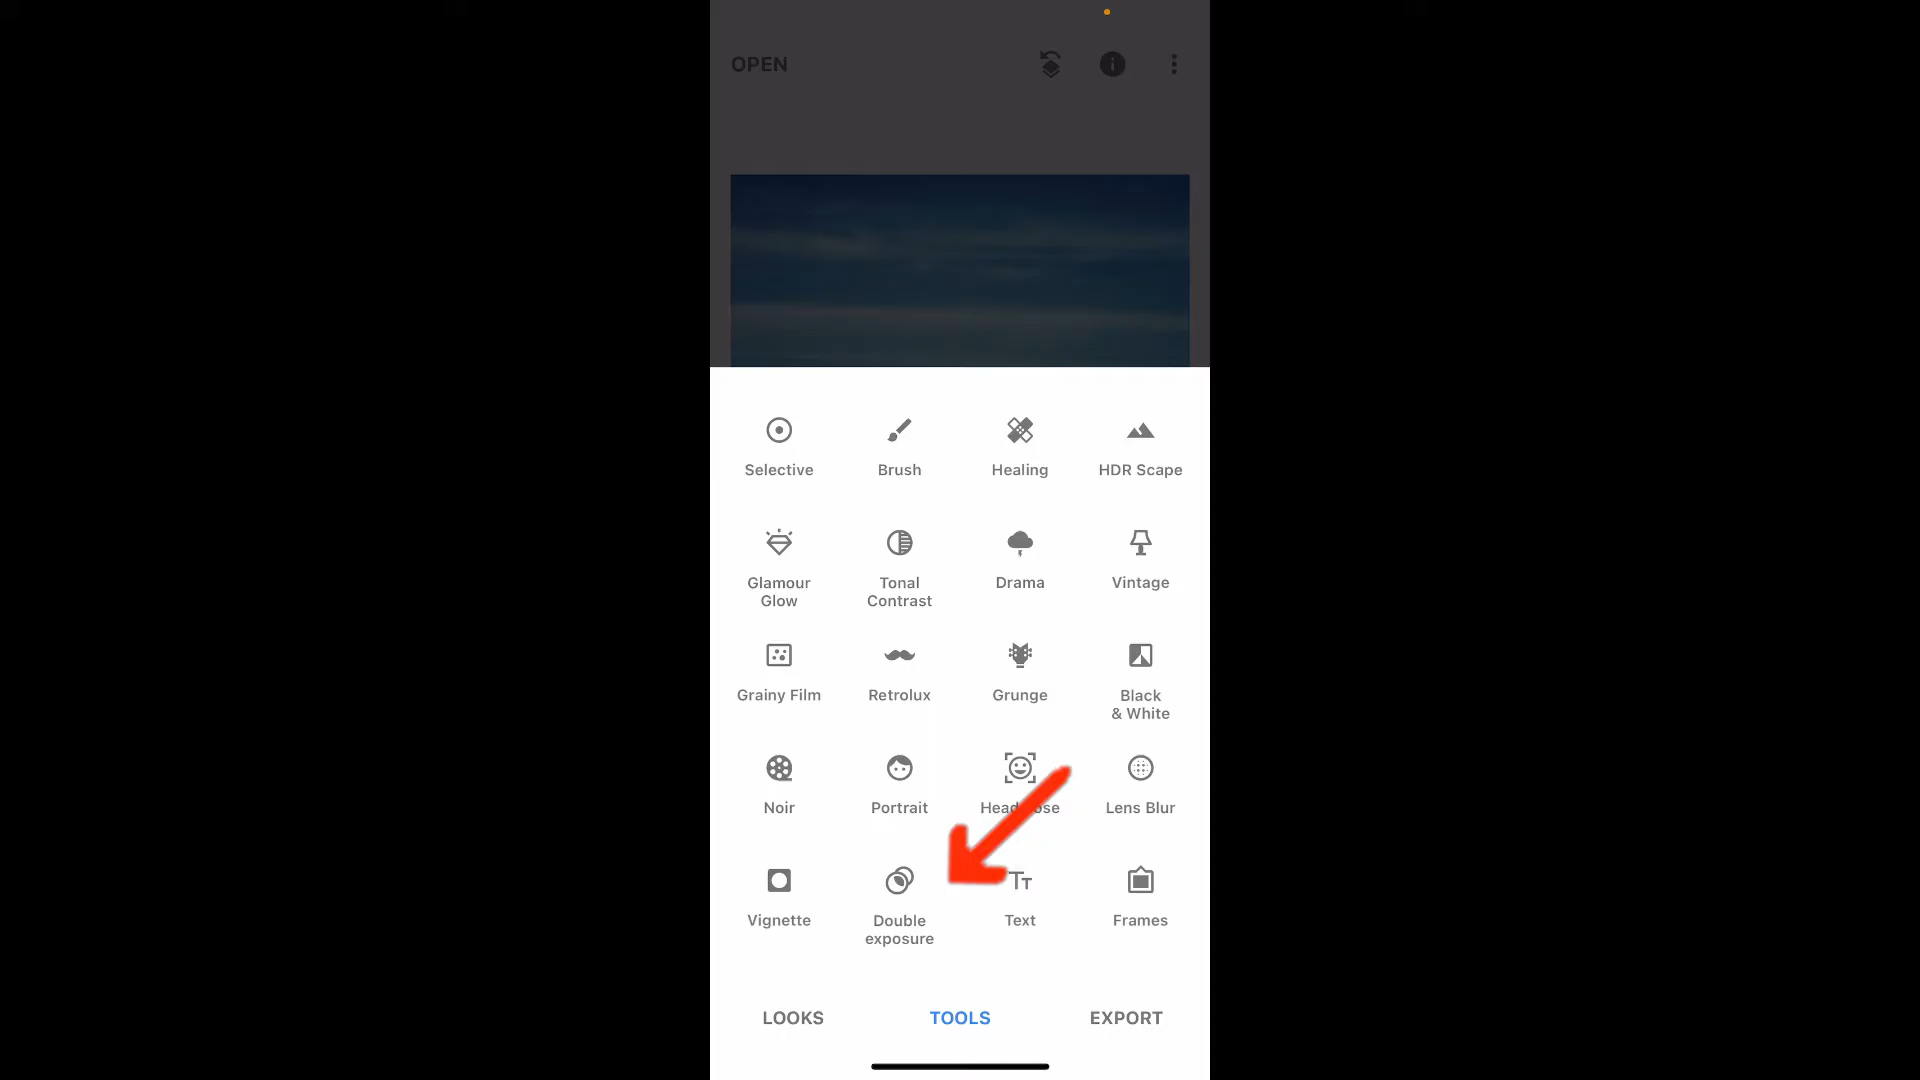 OPEN
Selective
Brush
Healing
HDR Scape
Glamour
Glow
Tonal
Contrast
Drama
Vintage
Grainy Film
Retrolux
Grunge
Black
& White
Noir
Portrait
Lens Blur
Vignette
Double
exposure
Text
Frames
LOOKS
TOOLS
EXPORT